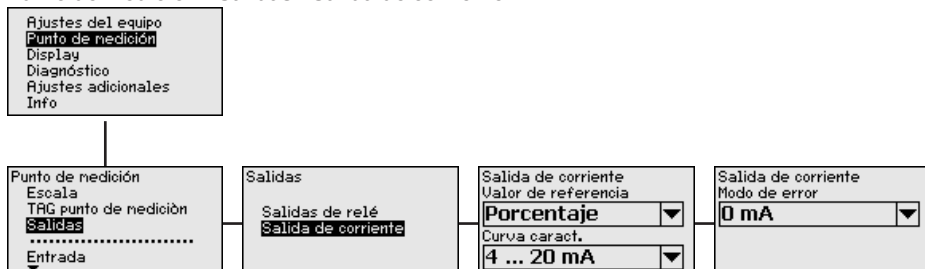 Ajustes del equipo
Punto de medición
Display
Diagnóstico
Ajustes adicionales
Info
Punto de medición
Escala
TAG punto de mediciòn
Salidas
Entrada
Salidas
Salidas de relé
Salida de corriente
Salida de corriente
Valor de referencia
Porcentaje
Curva caract.
4 ... 20 mA
Salida de corriente
Modo de error
0 mA